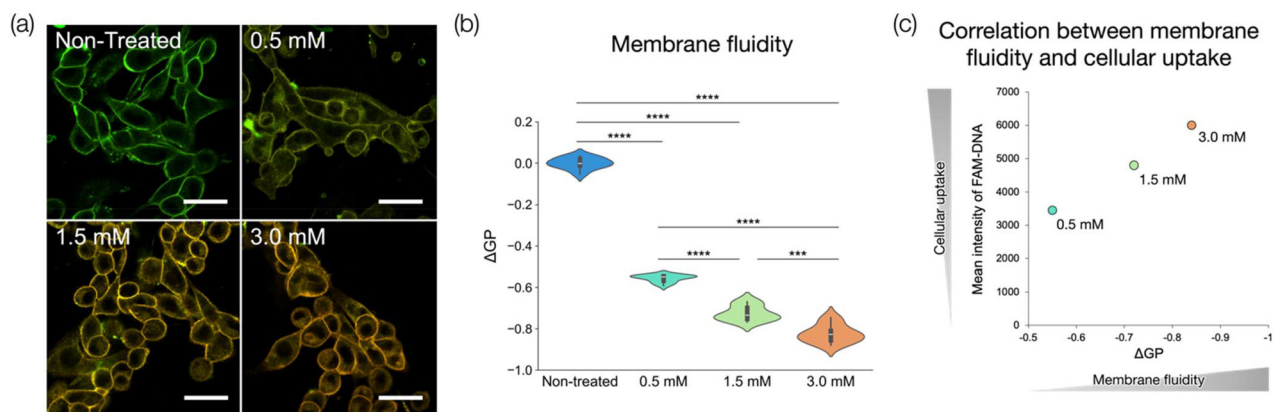 (a)
Non-Treated
0.5 mM
1.5 mM
3.0 mM
(b)
Membrane fluidity
****
****
****
****
****
***
0.2
0.0
−0.2
−0.4
−0.6
−0.8
−1.0
ΔGP
Non-treated
0.5 mM
1.5 mM
3.0 mM
(c)
Correlation between membrane
fluidity and cellular uptake
Cellular uptake
Mean intensity of FAM-DNA
7000
6000
5000
4000
3000
2000
1000
0
3.0 mM
1.5 mM
0.5 mM
-0.5
-0.6
-0.7
-0.8
-0.9
-1
ΔGP
Membrane fluidity